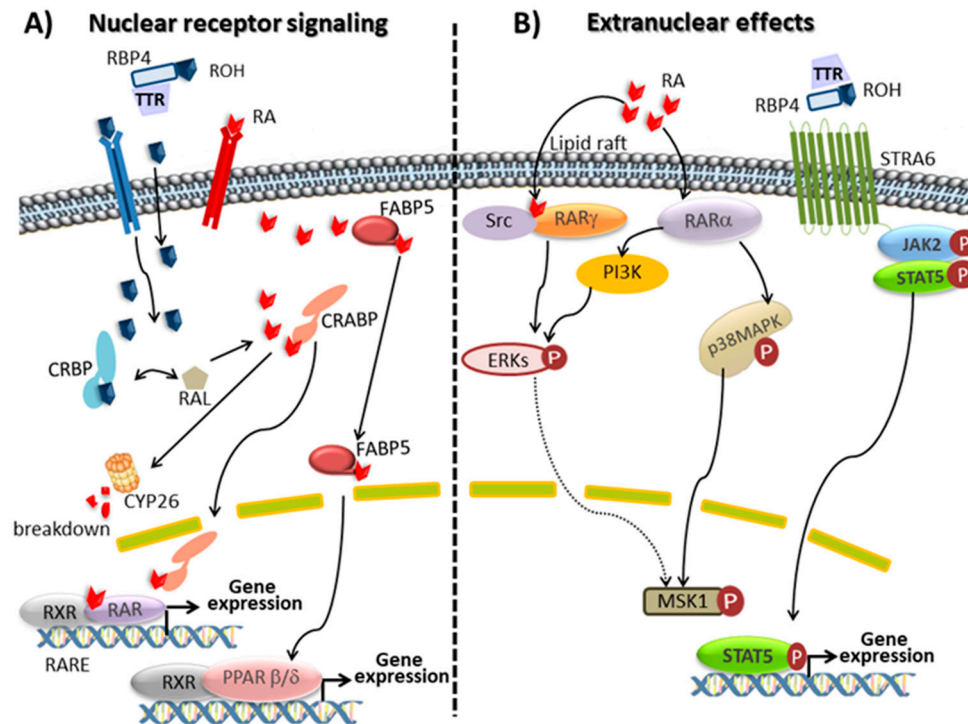 A) Nuclear receptor signaling
RBP4
ROH
TTR
RA
FABP5
CRABP
CRBP
RAL
FABP5
CYP26
breakdown
Gene
expression
RXR
RAR
RARE
Gene
expression
RXR
PPAR β/δ
B) Extranuclear effects
RA
TTR
RBP4
ROH
Lipid raft
STRA6
Src
RARγ
RARα
JAK2
P
STAT5
P
PI3K
p38MAPK
P
ERKs
P
MSK1
P
Gene
expression
STAT5
P